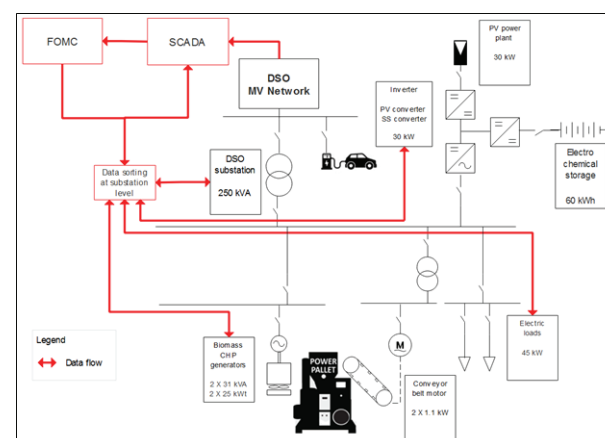 FOMC
SCADA
DSO
MV Network
PV power
plant
30 kW
Inverter
PV converter
SS converter
30 kW
Electro
chemical
storage
60 kWh
Data sorting
at substation
level
DSO
substation
250 kVA
Legend
Data flow
Biomass
CHP
generators
2 X 31 kVA
2 X 25 kWt
POWER
PALLET
M
Conveyor
belt motor
2 X 1.1 kW
Electric
loads
45 kW